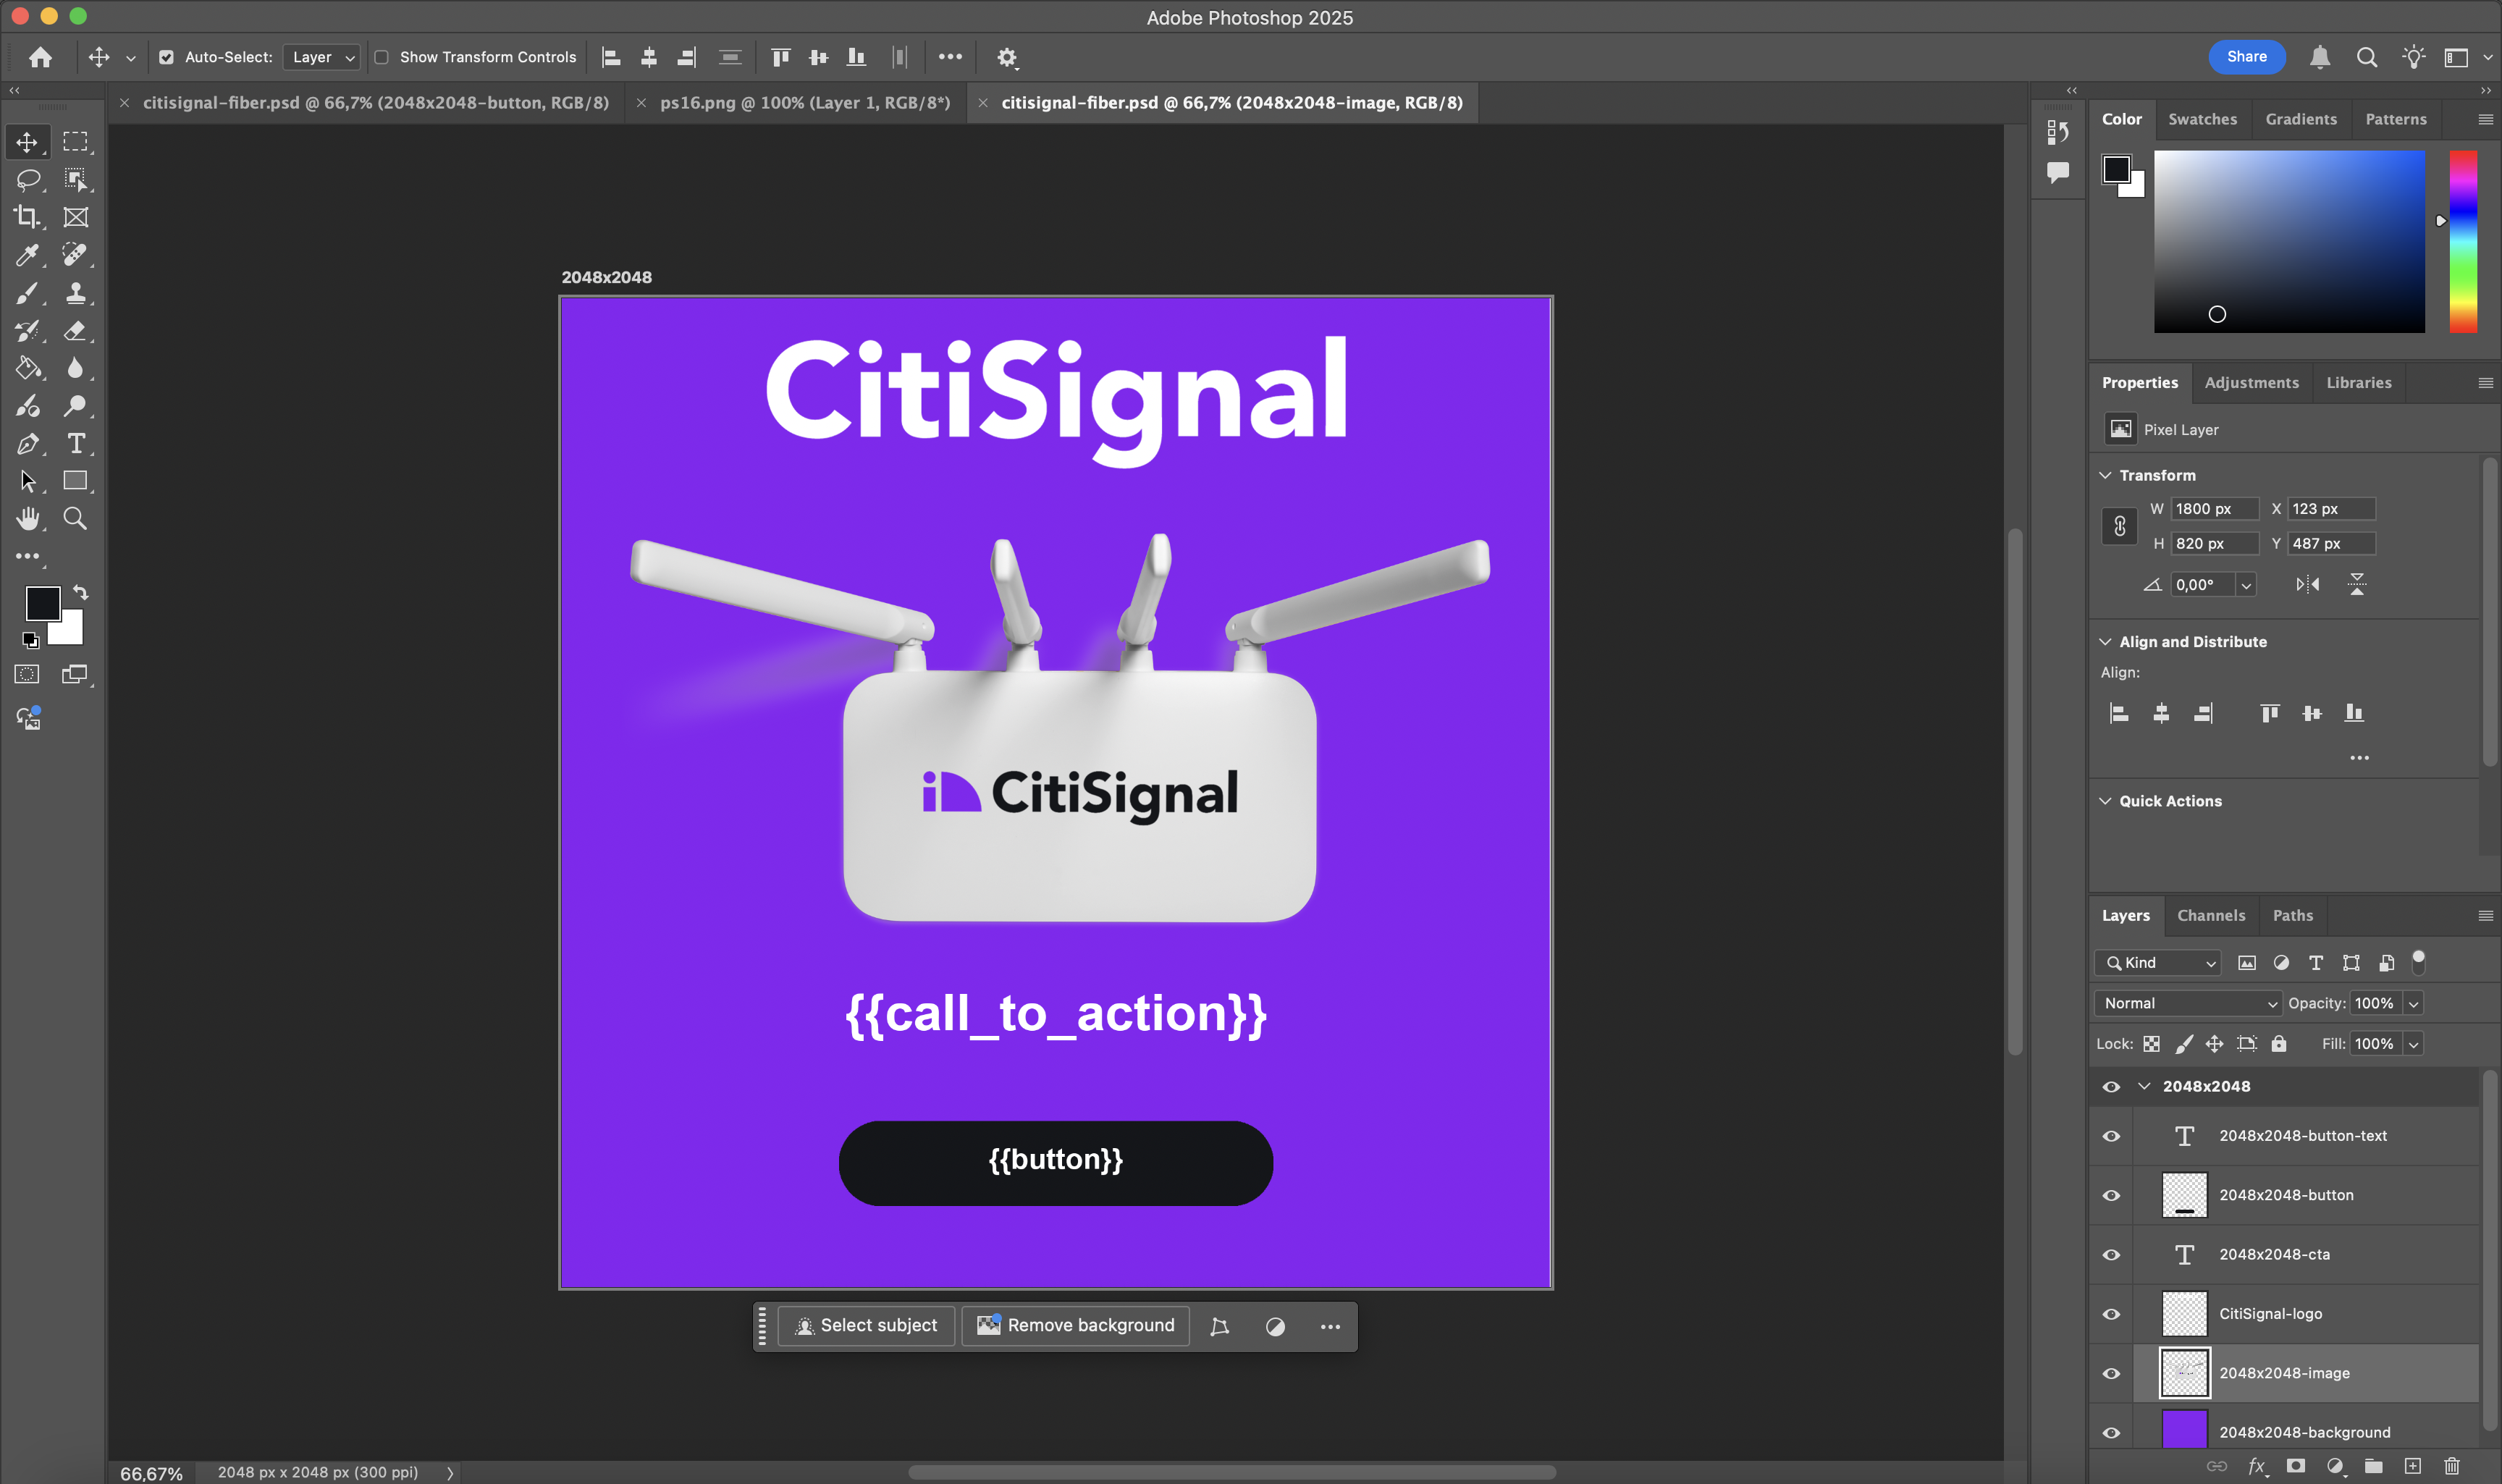 Adobe Photoshop 2025
Auto-Select: Layer Show Transform Controls Share
citisignal-fiber.psd @ 66,7% (2048x2048-button, RGB/8) ps16.png @ 100% (Layer 1, RGB/8*) citisignal-fiber.psd @ 66,7% (2048x2048-image, RGB/8)
Color Swatches Gradients Patterns
2048x2048
CitiSignal
CitiSignal
{{call_to_action}}
{{button}}
Select subject Remove background
66,67% 2048 px x 2048 px (300 ppi)
Properties Adjustments Libraries
Pixel Layer
Transform
W 1800 px X 123 px
H 820 px Y 487 px
0,00°
Align and Distribute
Align:
Quick Actions
Layers Channels Paths
Kind
Normal Opacity: 100%
Lock: Fill: 100%
2048x2048
2048x2048-button-text
2048x2048-button
2048x2048-cta
CitiSignal-logo
2048x2048-image
2048x2048-background